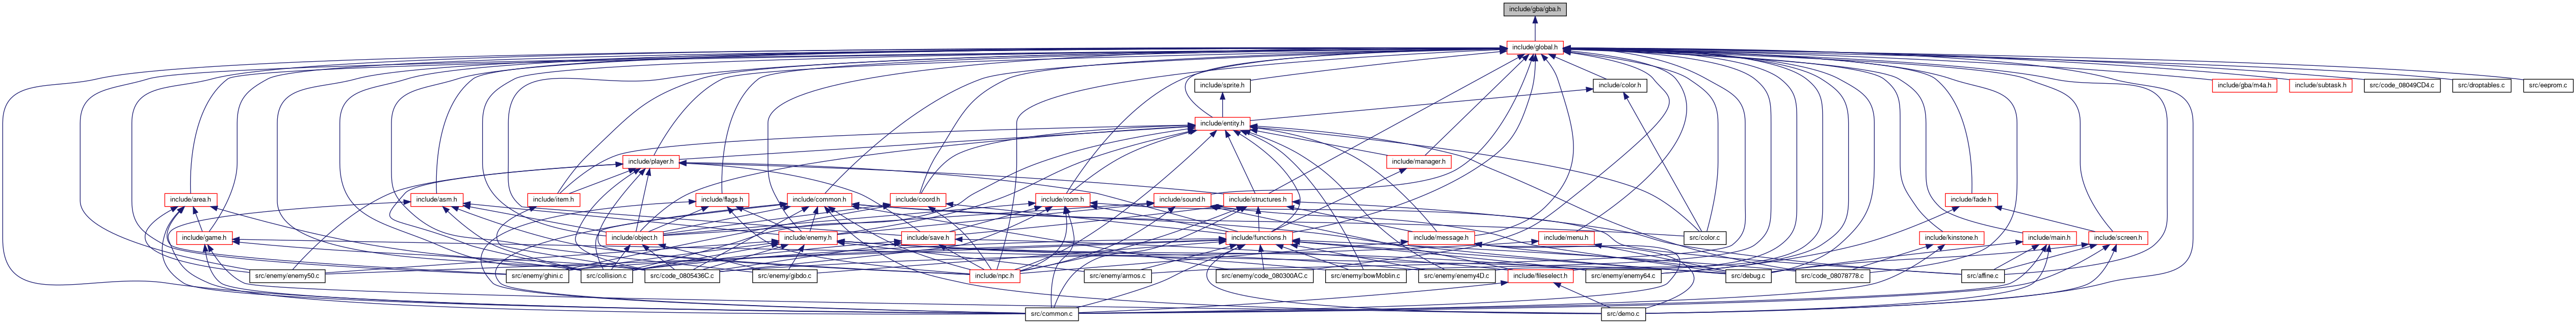 include/gba/gba.h
include/global.h
include/sprite.h
include/color.h
include/gba/m4a.h
include/subtask.h
src/code_08049CD4.c
src/droptables.c
src/eeprom.c
include/entity.h
include/player.h
include/manager.h
include/area.h
include/asm.h
include/item.h
include/flags.h
include/common.h
include/coord.h
include/room.h
include/sound.h
include/structures.h
include/fade.h
include/game.h
include/object.h
include/enemy.h
include/save.h
include/functions.h
include/message.h
include/menu.h
src/color.c
include/kinstone.h
include/main.h
include/screen.h
src/enemy/enemy50.c
src/enemy/ghini.c
src/collision.c
src/code_0805436C.c
src/enemy/gibdo.c
include/npc.h
src/enemy/armos.c
src/enemy/code_080300AC.c
src/enemy/bowMoblin.c
src/enemy/enemy4D.c
include/fileselect.h
src/enemy/enemy64.c
src/debug.c
src/code_08078778.c
src/affine.c
src/common.c
src/demo.c